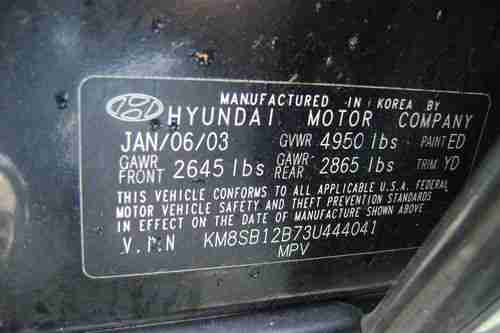 MANUFACTURED IN KOREA BY
HYUNDAI MOTOR COMPANY
JAN/06/03 GVWR 4950 lbs PAINT ED
GAWR FRONT 2645 lbs GAWR REAR 2865 lbs TRIM YD
THIS VEHICLE CONFORMS TO ALL APPLICABLE U.S.A. FEDERAL
MOTOR VEHICLE SAFETY AND THEFT PREVENTION STANDARDS
IN EFFECT ON THE DATE OF MANUFACTURE SHOWN ABOVE
V.I.N KM8SB12B73U444041
MPV